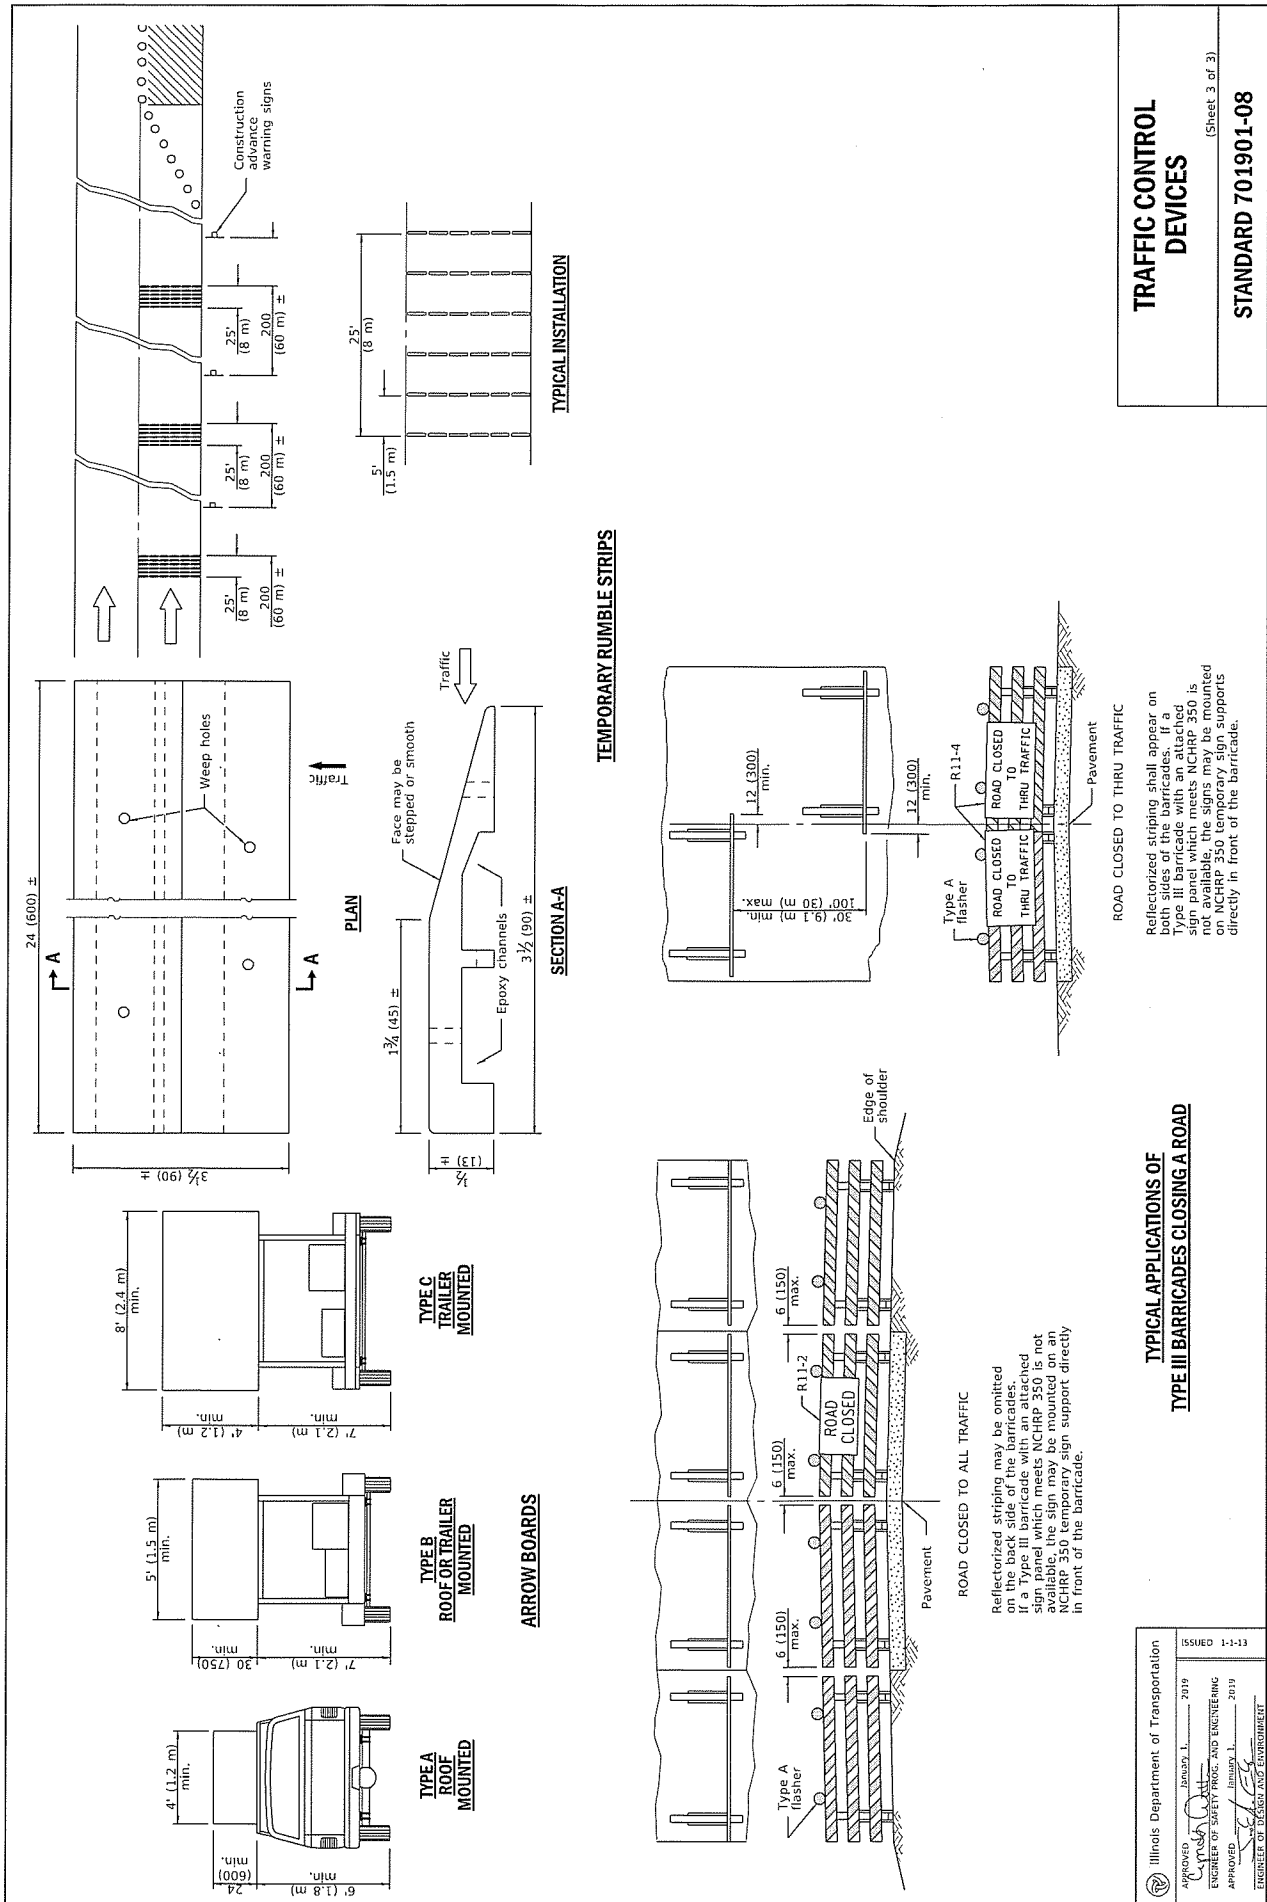 24 (600) ±
A
A
3½ (90) ±
Weep holes
Traffic
PLAN
Face may be
stepped or smooth
Traffic
1¾ (45) ±
Epoxy channels
½
(13) ±
3½ (90) ±
SECTION A-A
Construction
advance
warning signs
25'
(8 m)
200
(60 m) ±
25'
(8 m)
200
(60 m) ±
25'
(8 m)
200
(60 m) ±
5'
(1.5 m)
25'
(8 m)
TYPICAL INSTALLATION
TEMPORARY RUMBLE STRIPS
4' (1.2 m)
min.
24
(600)
min.
6' (1.8 m)
min.
TYPE A
ROOF
MOUNTED
5' (1.5 m)
min.
30 (750)
min.
7' (2.1 m)
min.
TYPE B
ROOF OR TRAILER
MOUNTED
8' (2.4 m)
min.
4' (1.2 m)
min.
7' (2.1 m)
min.
TYPE C
TRAILER
MOUNTED
ARROW BOARDS
Type A
flasher
6 (150)
max.
6 (150)
max.
R11-2
6 (150)
max.
ROAD
CLOSED
Edge of
shoulder
Pavement
ROAD CLOSED TO ALL TRAFFIC
Reflectorized striping may be omitted
on the back side of the barricades.
If a Type III barricade with an attached
sign panel which meets NCHRP 350 is not
available, the sign may be mounted on an
NCHRP 350 temporary sign support directly
in front of the barricade.
30' (9.1 m) min.
100' (30 m) max.
12 (300)
min.
12 (300)
min.
Type A
flasher
R11-4
ROAD CLOSED
TO
THRU TRAFFIC
ROAD CLOSED
TO
THRU TRAFFIC
Pavement
ROAD CLOSED TO THRU TRAFFIC
Reflectorized striping shall appear on
both sides of the barricades. If a
Type III barricade with an attached
sign panel which meets NCHRP 350 is
not available, the signs may be mounted
on NCHRP 350 temporary sign supports
directly in front of the barricade.
TYPICAL APPLICATIONS OF
TYPE III BARRICADES CLOSING A ROAD
Illinois Department of Transportation
APPROVED January 1, 2019
ENGINEER OF SAFETY PROG. AND ENGINEERING
APPROVED January 1, 2019
ENGINEER OF DESIGN AND ENVIRONMENT
ISSUED 1-1-13
TRAFFIC CONTROL
DEVICES
(Sheet 3 of 3)
STANDARD 701901-08